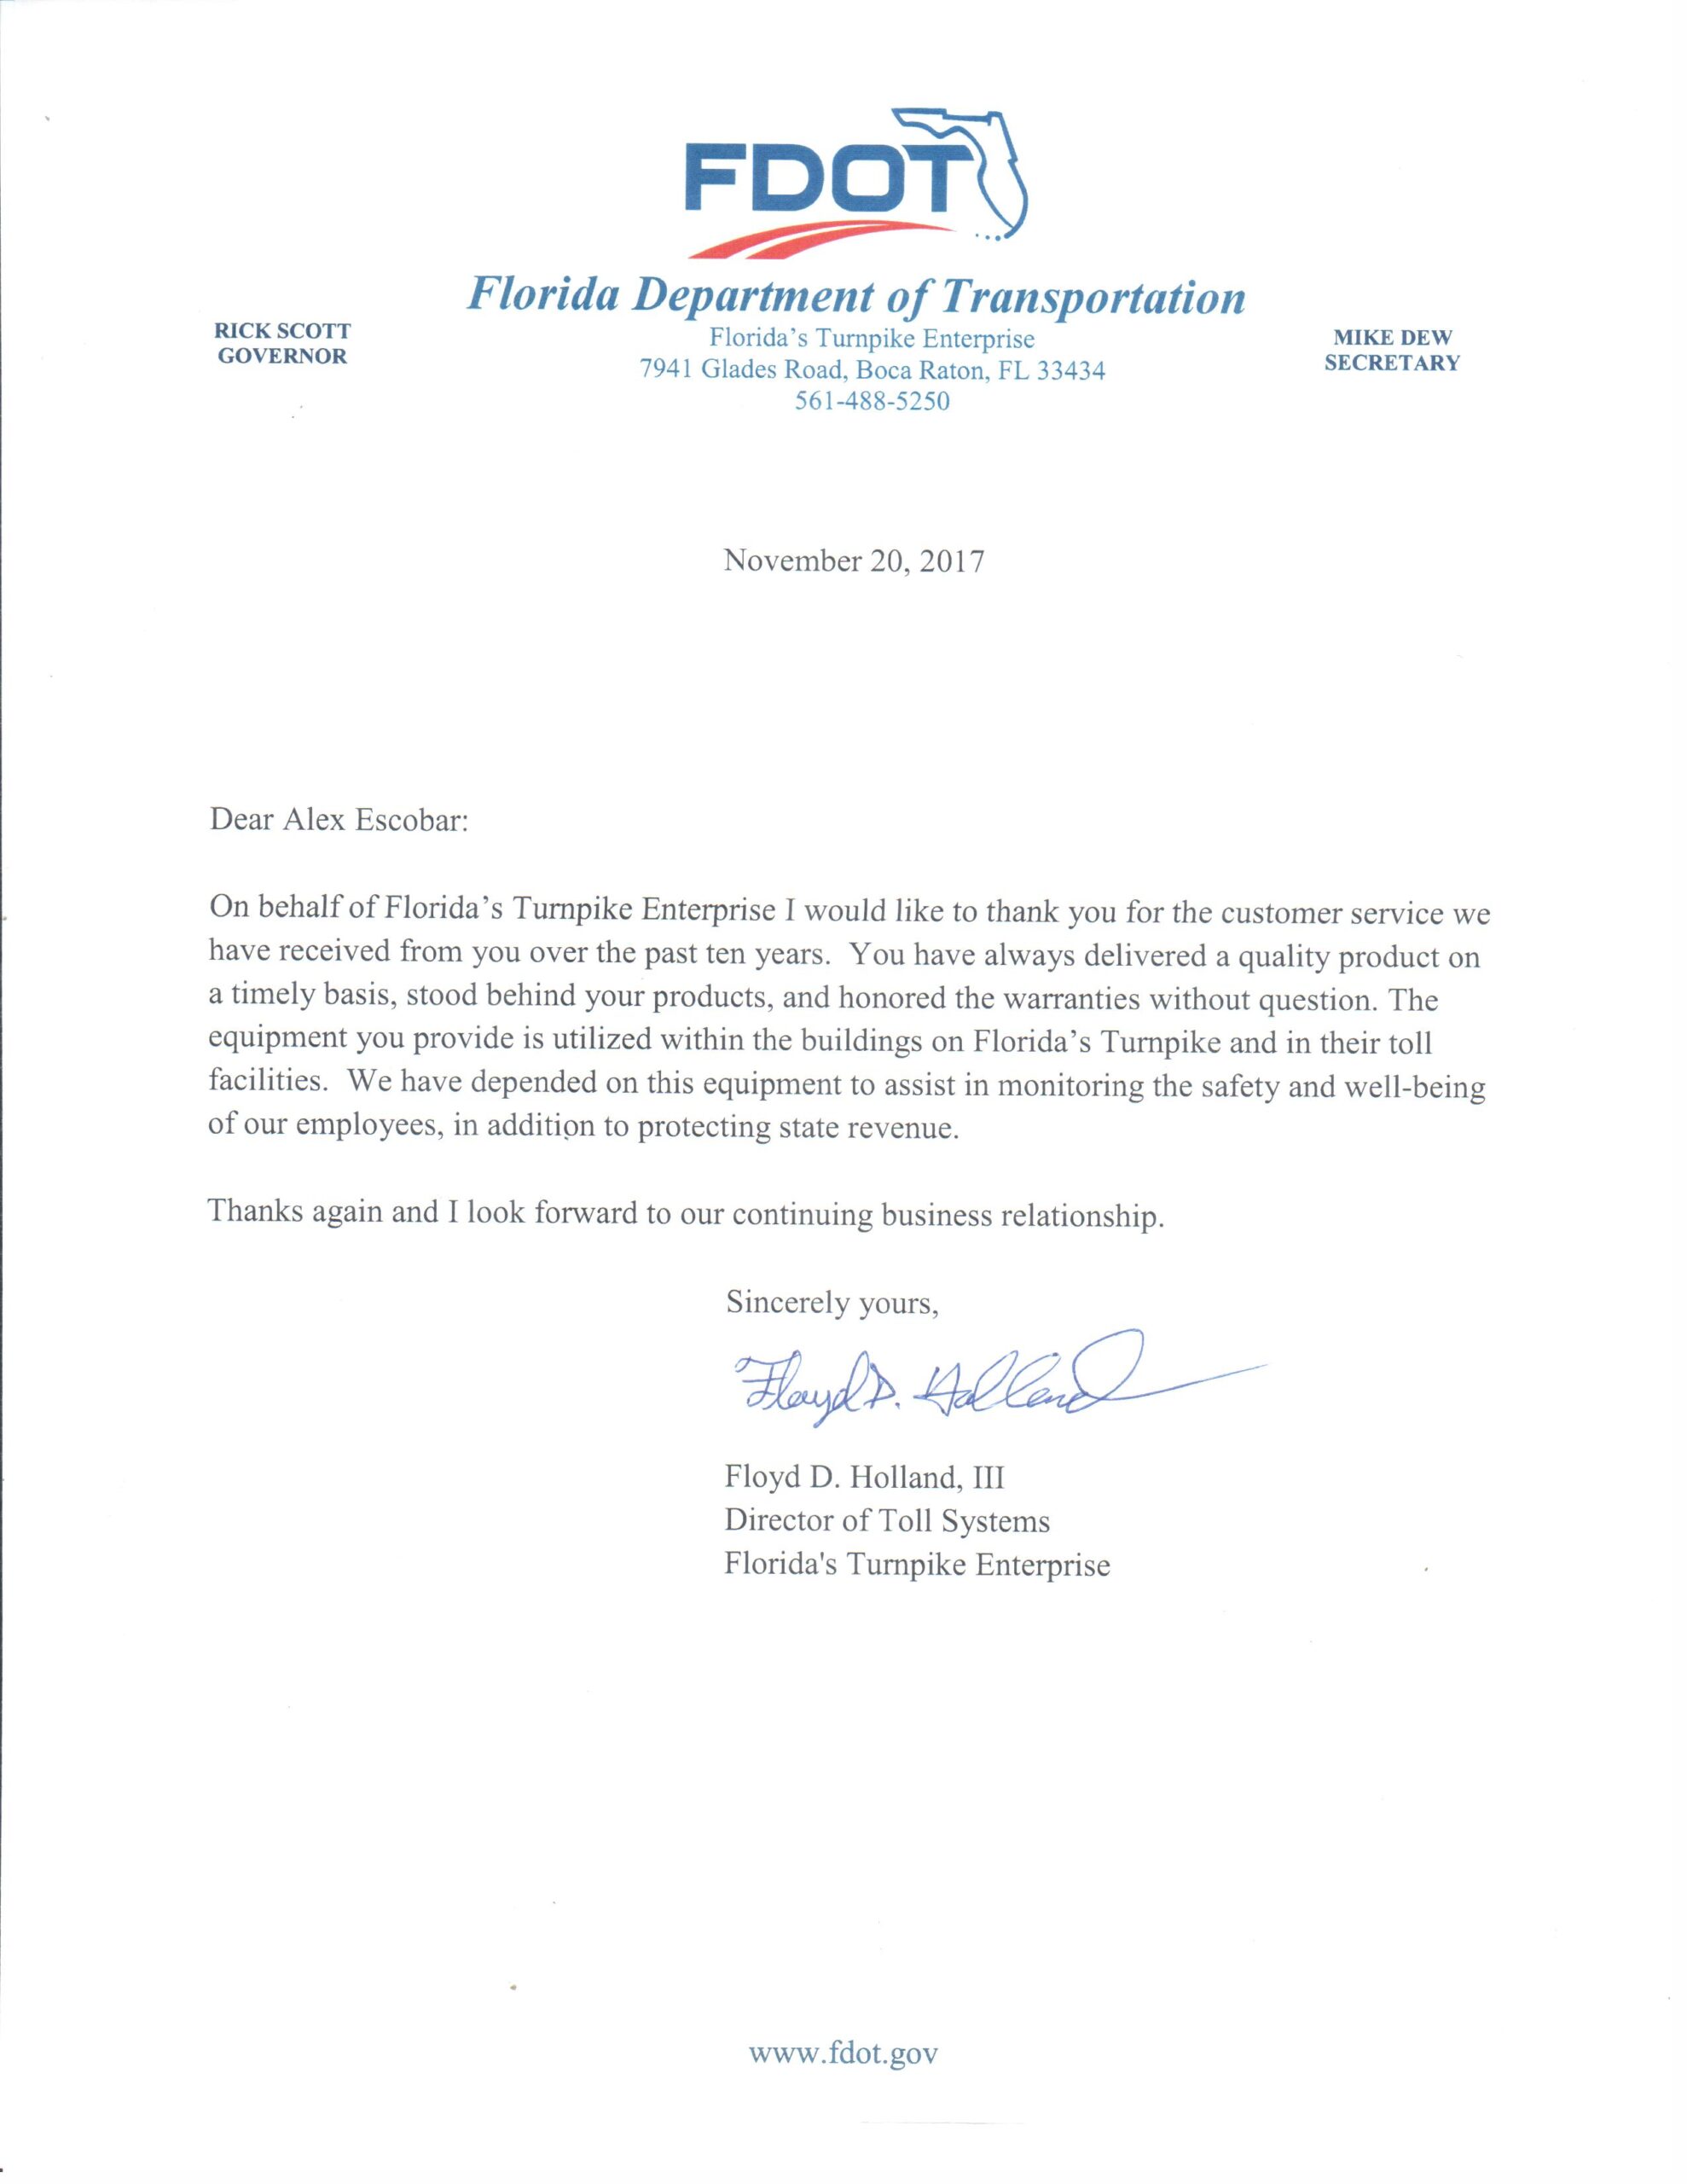 FDOT
Florida Department of Transportation
RICK SCOTT
GOVERNOR
Florida's Turnpike Enterprise
7941 Glades Road, Boca Raton, FL 33434
561-488-5250
MIKE DEW
SECRETARY
November 20, 2017
Dear Alex Escobar:
On behalf of Florida's Turnpike Enterprise I would like to thank you for the customer service we
have received from you over the past ten years.  You have always delivered a quality product on
a timely basis, stood behind your products, and honored the warranties without question. The
equipment you provide is utilized within the buildings on Florida's Turnpike and in their toll
facilities.  We have depended on this equipment to assist in monitoring the safety and well-being
of our employees, in addition to protecting state revenue.
Thanks again and I look forward to our continuing business relationship.
Sincerely yours,
Floyd D. Holland
Floyd D. Holland, III
Director of Toll Systems
Florida's Turnpike Enterprise
www.fdot.gov